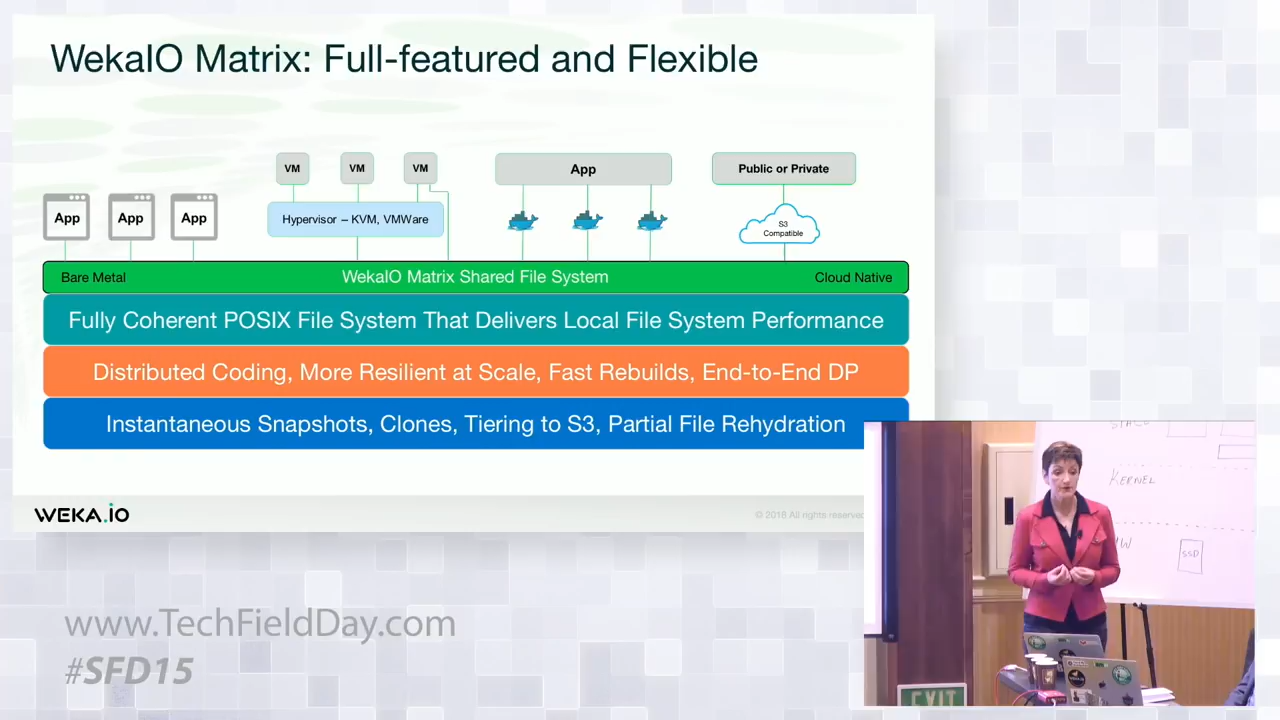 WekaIO Matrix: Full-featured and Flexible
VM
VM
VM
App
Public or Private
App
App
App
Hypervisor – KVM, VMWare
S3
Compatible
Bare Metal
WekaIO Matrix Shared File System
Cloud Native
Fully Coherent POSIX File System That Delivers Local File System Performance
Distributed Coding, More Resilient at Scale, Fast Rebuilds, End-to-End DP
Instantaneous Snapshots, Clones, Tiering to S3, Partial File Rehydration
WEKA.IO
© 2018 All rights reserved
KERNEL
SSD
EXIT
www.TechFieldDay.com
#SFD15